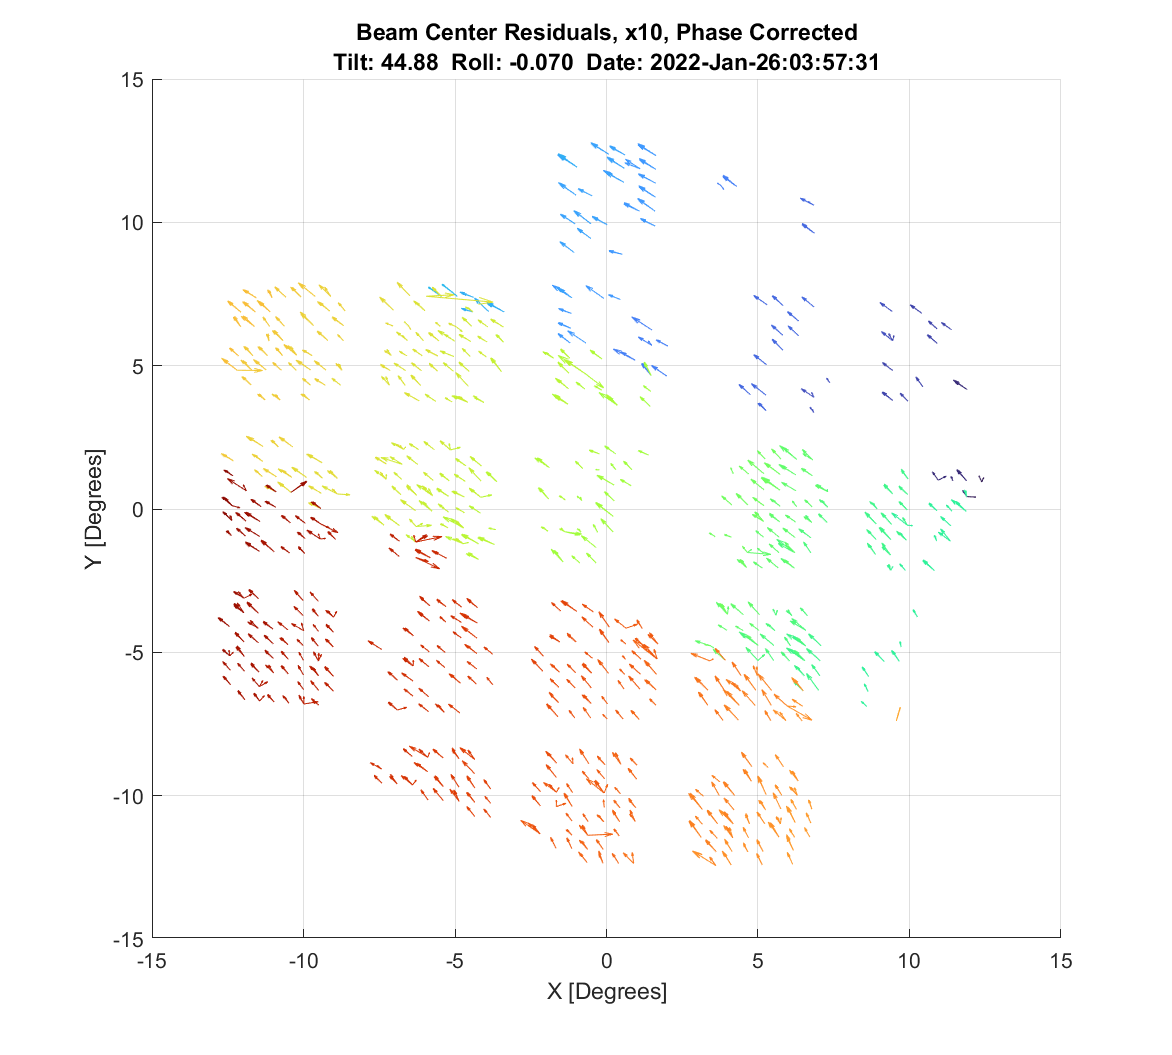 Beam Center Residuals, x10, Phase Corrected
Tilt: 44.88 Roll: -0.070 Date: 2022-Jan-26:03:57:31
15
10
5
0
-5
-10
-15
Y [Degrees]
-15 -10 -5 0 5 10 15
X [Degrees]